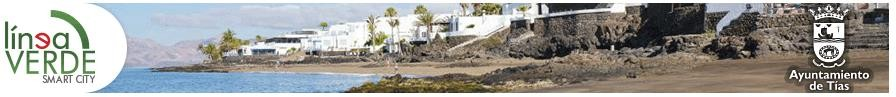 línea
VERDE
SMART CITY
Ayuntamiento
de Tías